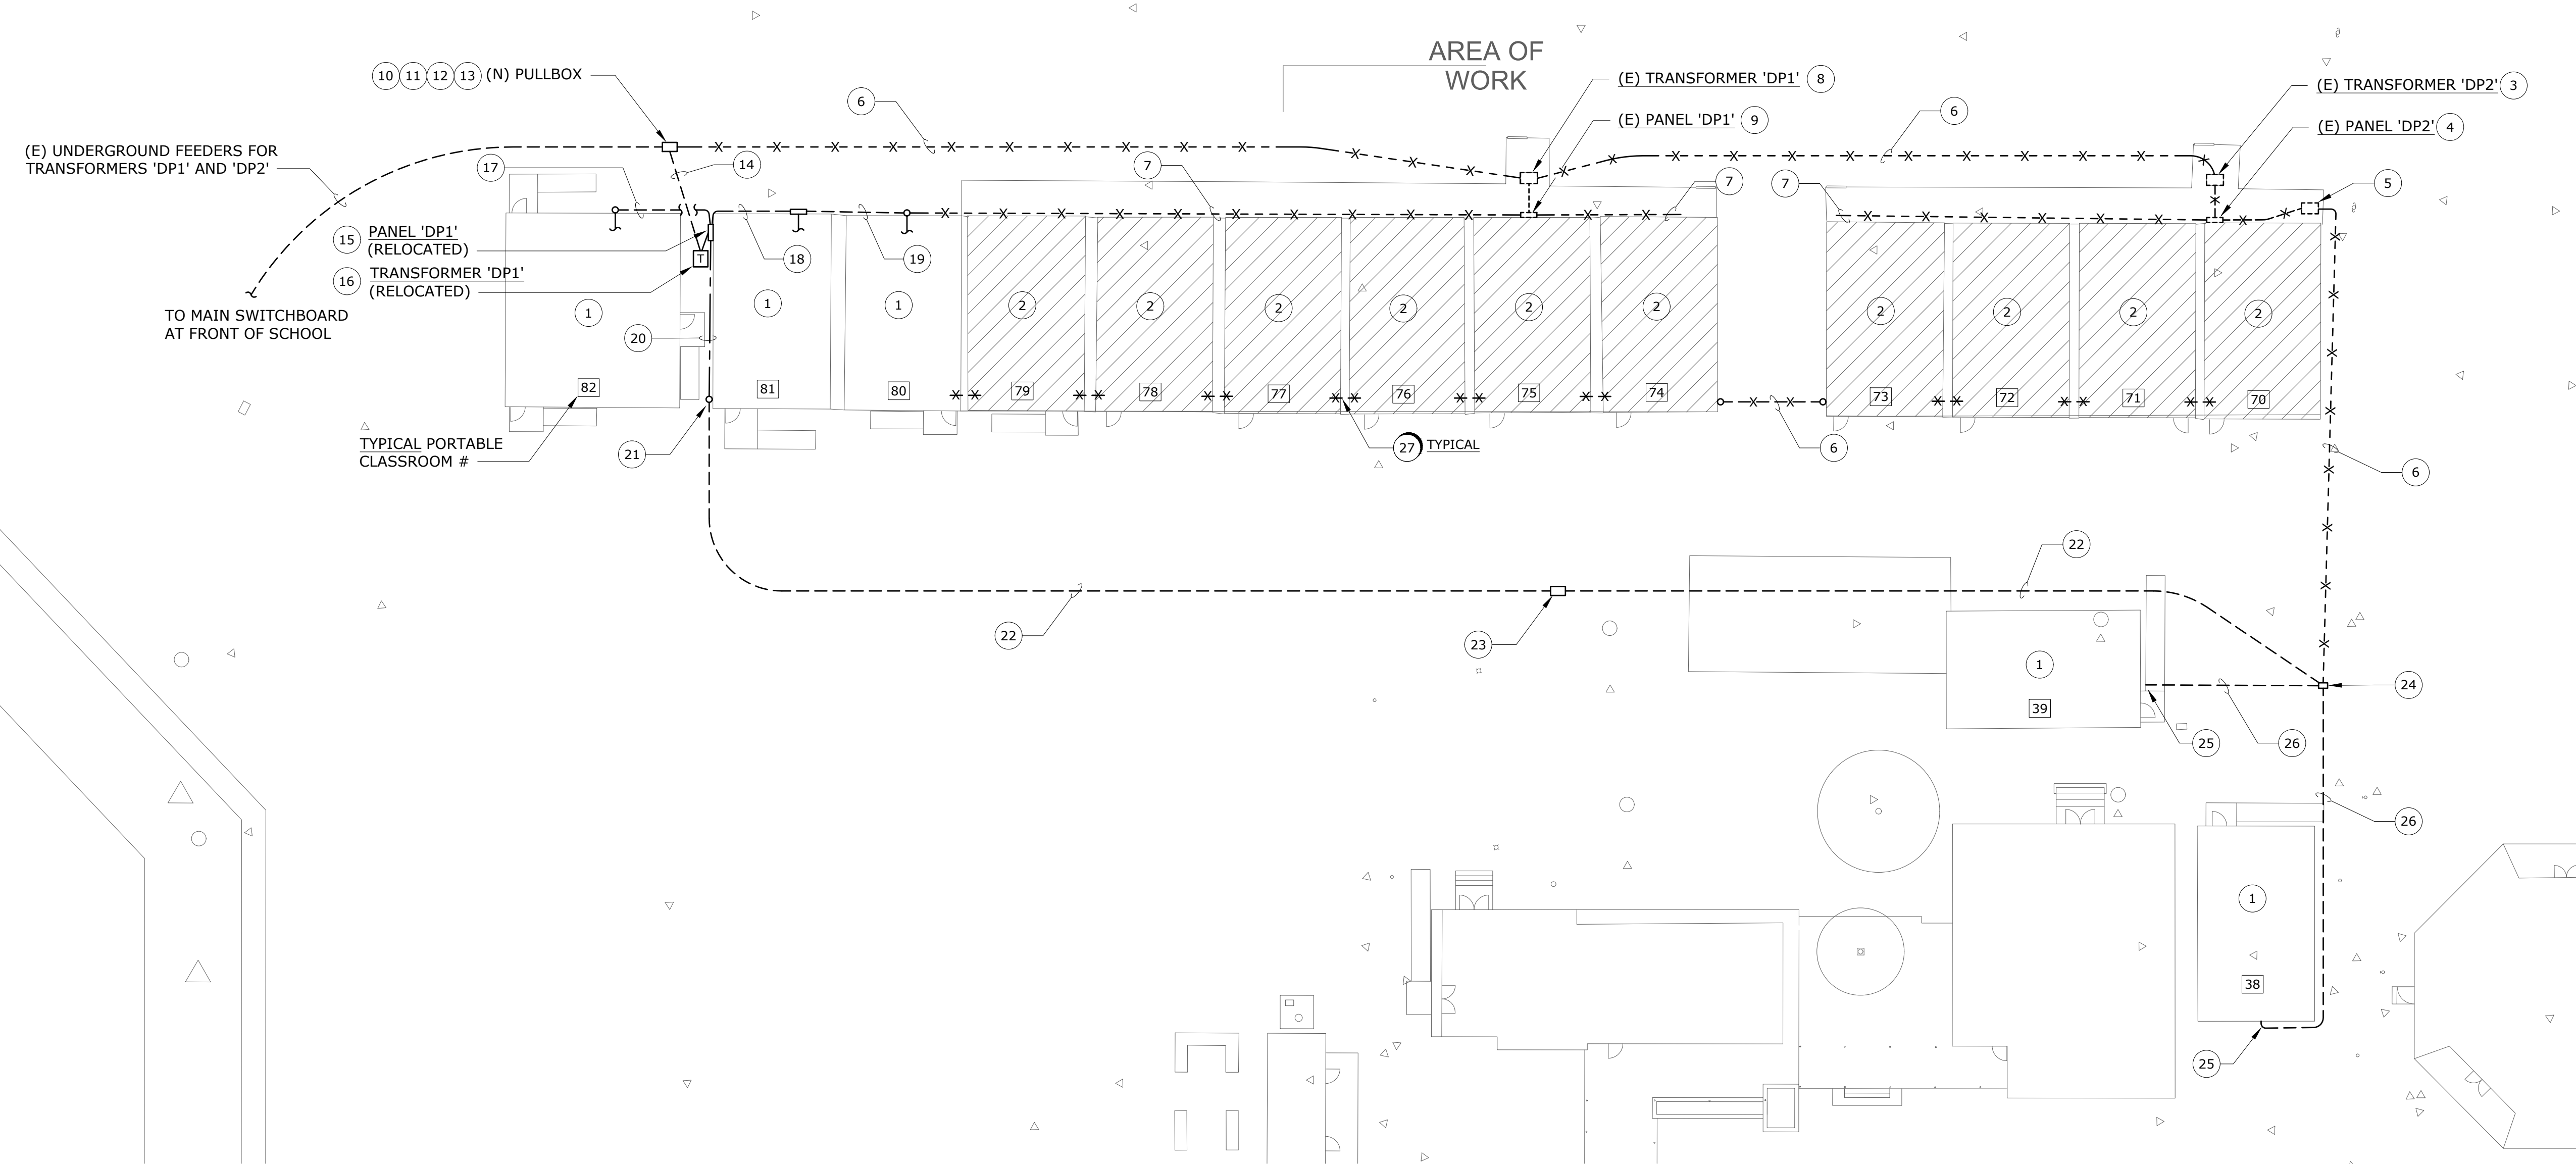 AREA OF
WORK
10 11 12 13 (N) PULLBOX
6
(E) TRANSFORMER 'DP1' 8
(E) PANEL 'DP1' 9
6
(E) TRANSFORMER 'DP2' 3
(E) PANEL 'DP2' 4
(E) UNDERGROUND FEEDERS FOR
TRANSFORMERS 'DP1' AND 'DP2'
17
14
7
7
7
5
15 PANEL 'DP1'
(RELOCATED)
16 TRANSFORMER 'DP1'
(RELOCATED)
T
18
19
TO MAIN SWITCHBOARD
AT FRONT OF SCHOOL
1
1
1
2
2
2
2
2
2
2
2
2
2
20
82
81
80
79
78
77
76
75
74
73
72
71
70
TYPICAL PORTABLE
CLASSROOM #
21
27 TYPICAL
6
6
22
22
23
1
39
24
25
26
26
1
38
25